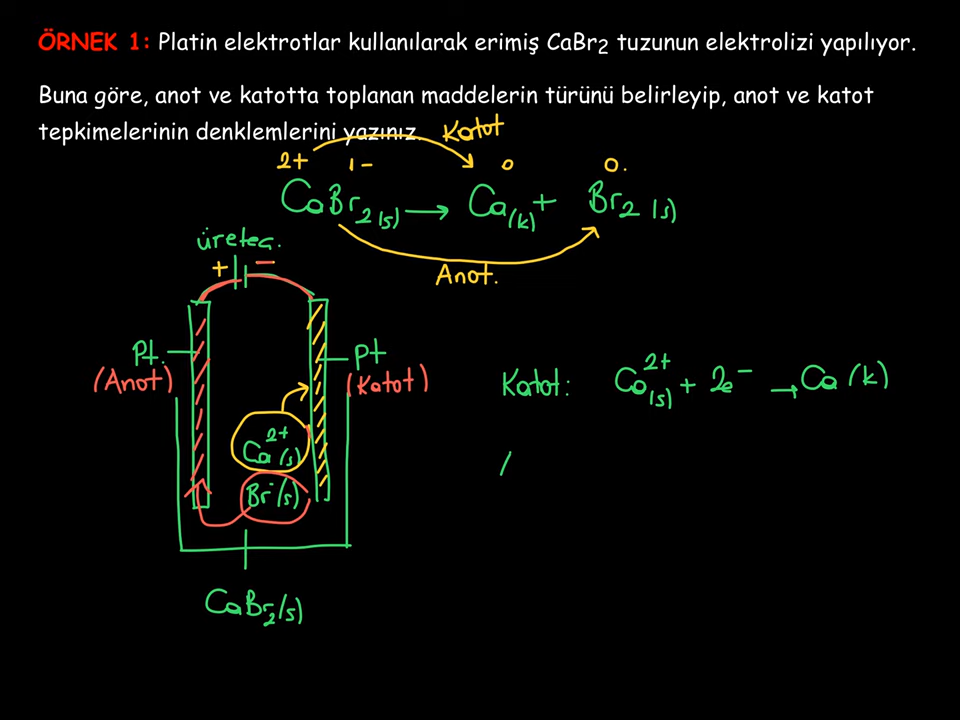 ÖRNEK 1: Platin elektrotlar kullanılarak erimiş CaBr₂ tuzunun elektrolizi yapılıyor.
Buna göre, anot ve katotta toplanan maddelerin türünü belirleyip, anot ve katot
tepkimelerinin denklemlerini yazınız.
Katot
2+ 1- 0 0.
CaBr₂(s) → Ca(k) + Br₂(s)
Anot.
üreteç.
+ −
Pt. Pt
(Anot) (Katot)
Katot: Ca²⁺(s) + 2e⁻ → Ca(k)
Ca²⁺(s)
Br⁻(s)
CaBr₂(s)